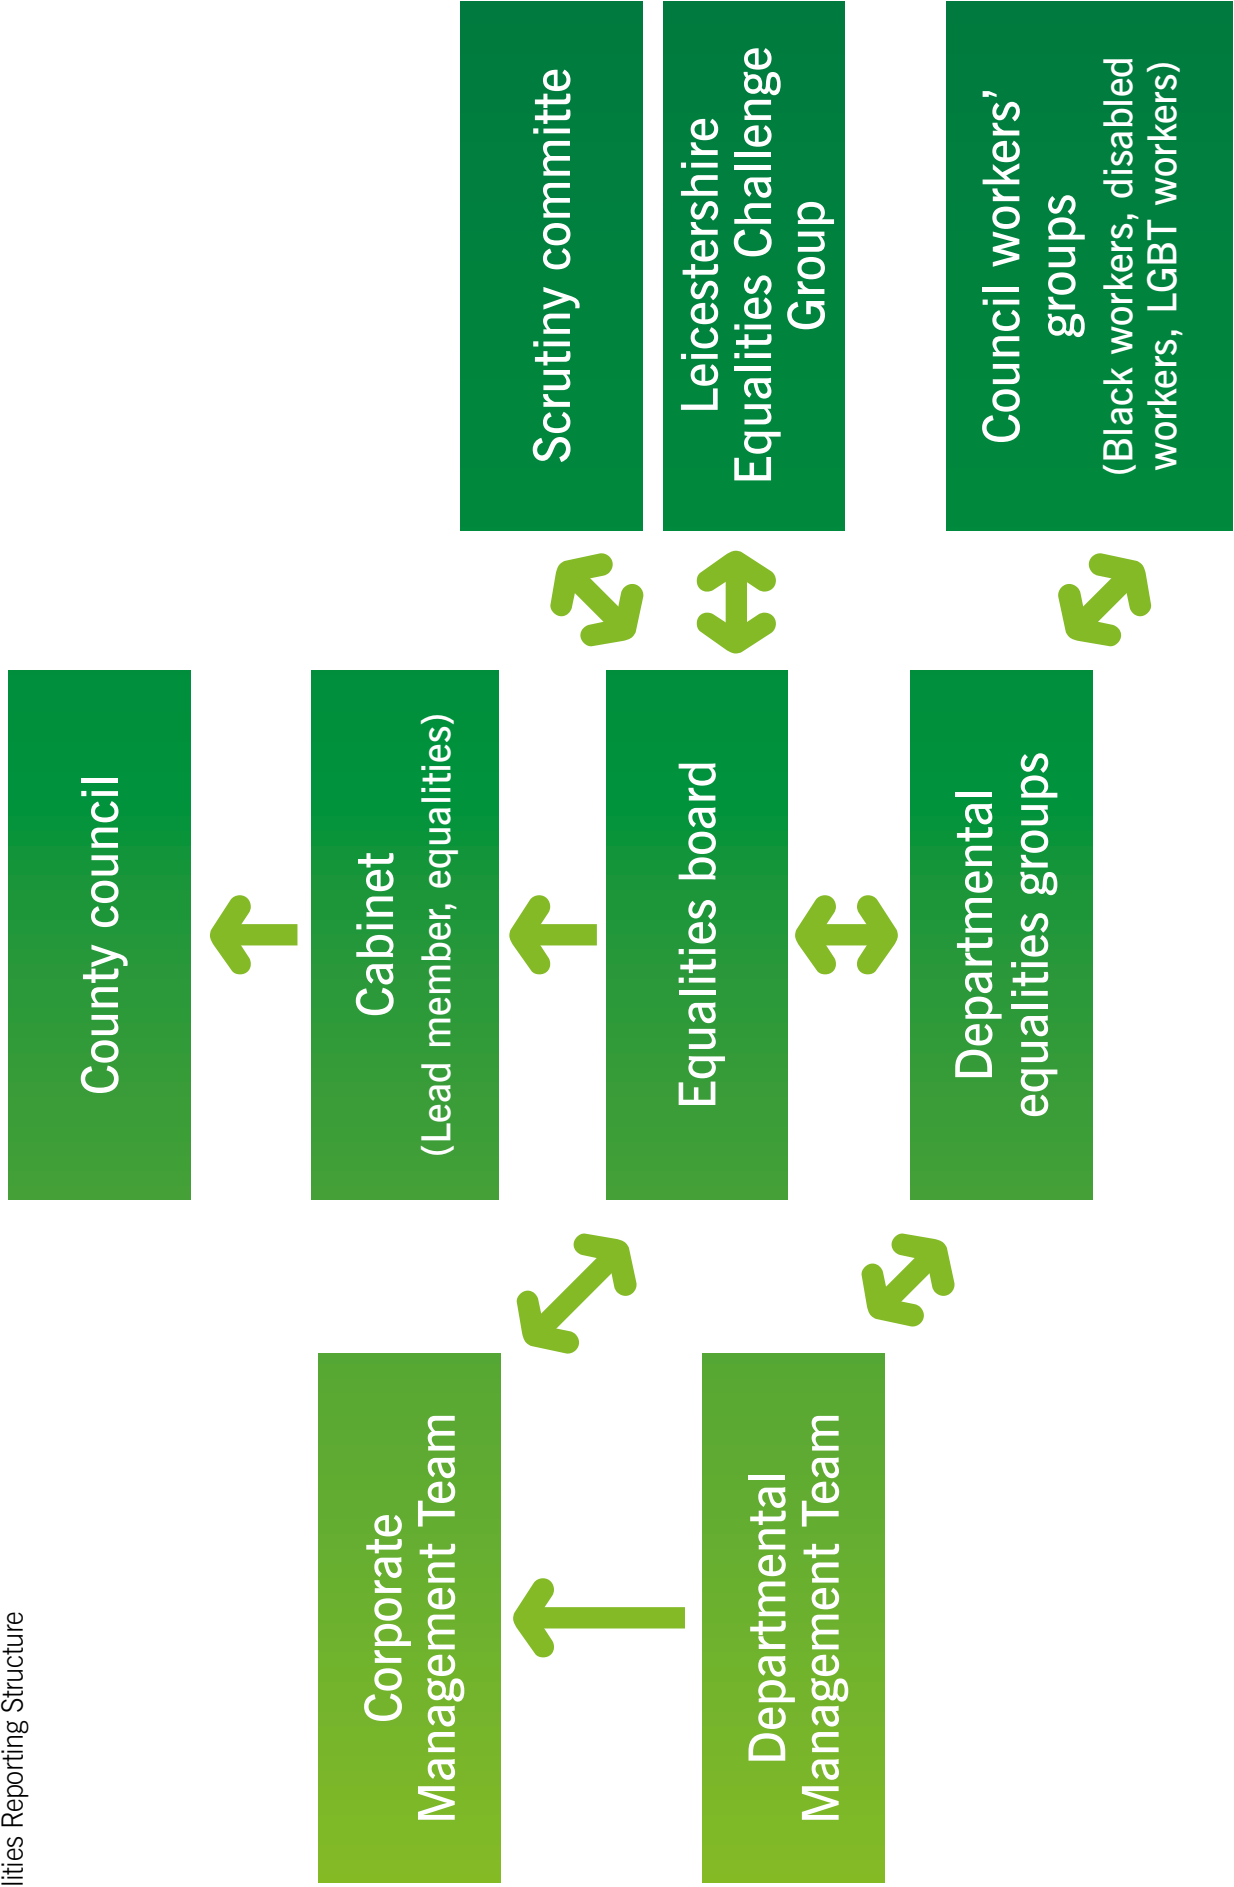 lities Reporting Structure
County council
Cabinet
(Lead member, equalities)
Corporate
Management Team
Scrutiny committe
Equalities board
Leicestershire
Equalities Challenge
Group
Departmental
Management Team
Departmental
equalities groups
Council workers’
groups
(Black workers, disabled
workers, LGBT workers)